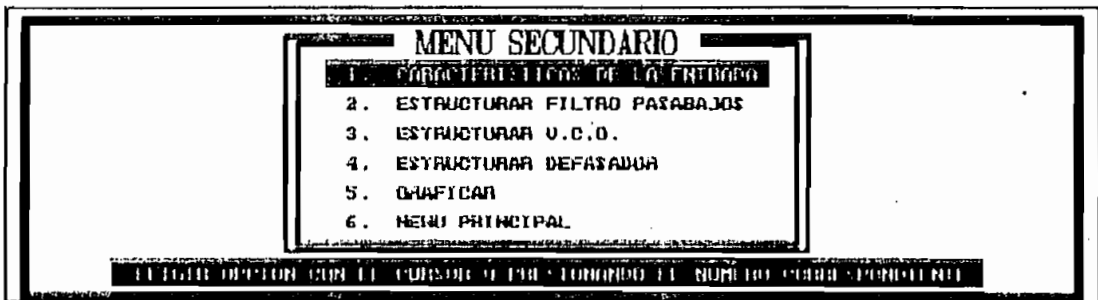 MENU SECUNDARIO
1. CARACTERISTICAS DE LA ENTRADA
2. ESTRUCTURAR FILTRO PASABAJOS
3. ESTRUCTURAR V.C.O.
4. ESTRUCTURAR DEFASADOR
5. GRAFICAR
6. MENU PRINCIPAL
ELEGIR OPCION CON EL CURSOR O PRESIONANDO EL NUMERO CORRESPONDIENTE